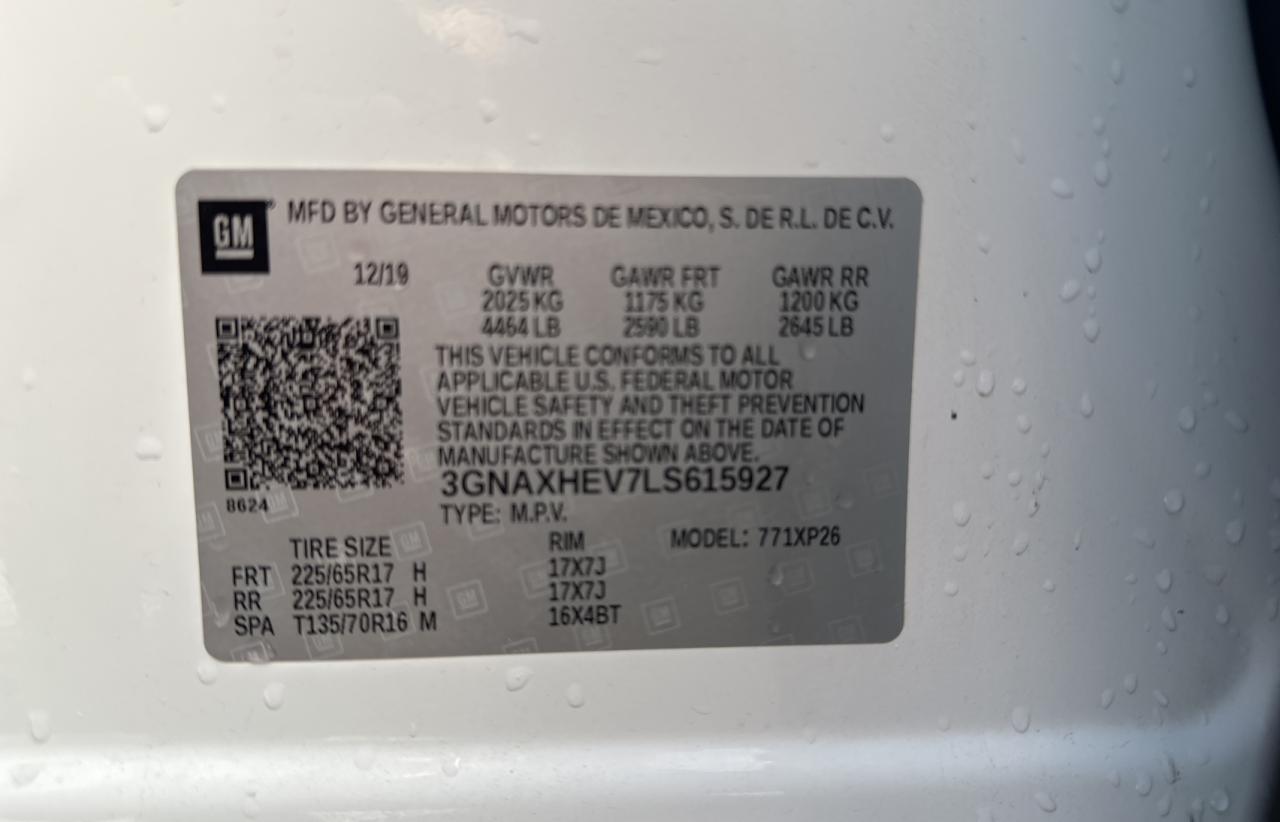 GM
MFD BY GENERAL MOTORS DE MEXICO, S. DE R.L. DE C.V.
12/19 GVWR GAWR FRT GAWR RR
2025 KG 1175 KG 1200 KG
4464 LB 2590 LB 2645 LB
THIS VEHICLE CONFORMS TO ALL
APPLICABLE U.S. FEDERAL MOTOR
VEHICLE SAFETY AND THEFT PREVENTION
STANDARDS IN EFFECT ON THE DATE OF
MANUFACTURE SHOWN ABOVE.
3GNAXHEV7LS615927
8624
TYPE: M.P.V.
TIRE SIZE RIM MODEL: 771XP26
FRT 225/65R17 H 17X7J
RR 225/65R17 H 17X7J
SPA T135/70R16 M 16X4BT